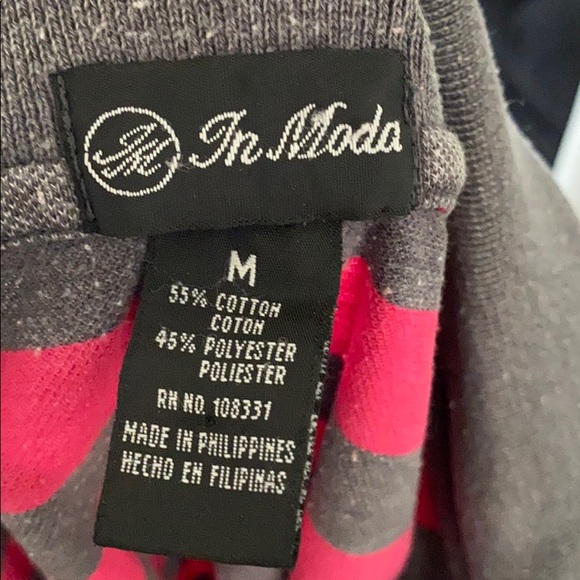 IM In Moda
M
55% COTTON
COTON
45% POLYESTER
POLIESTER
RN NO. 108331
MADE IN PHILIPPINES
HECHO EN FILIPINAS